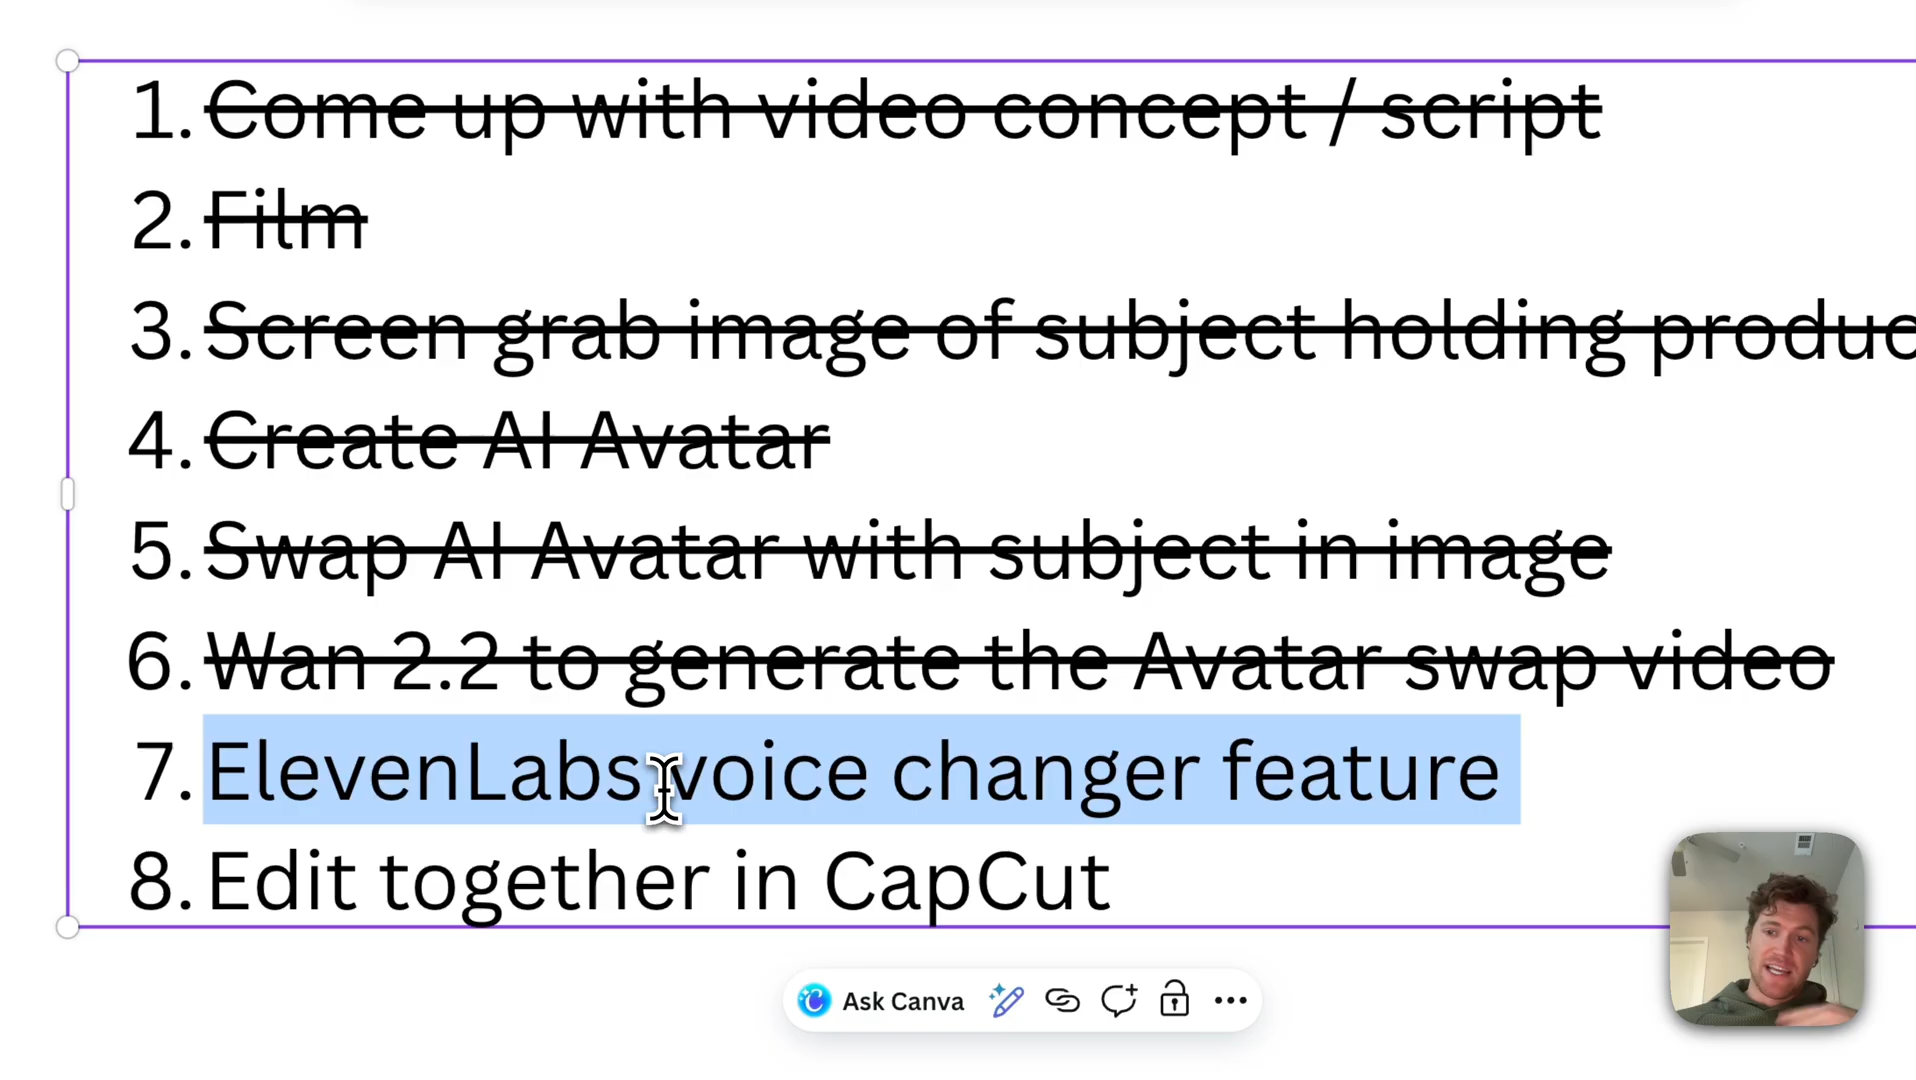 1. Come up with video concept / script
2. Film
3. Screen grab image of subject holding produc
4. Create AI Avatar
5. Swap AI Avatar with subject in image
6. Wan 2.2 to generate the Avatar swap video
7. ElevenLabs voice changer feature
8. Edit together in CapCut
Ask Canva